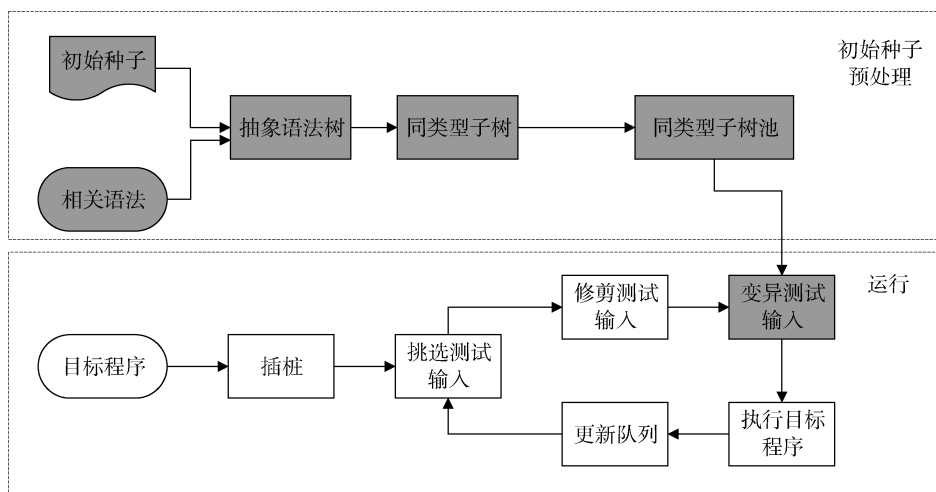 初始种子
初始种子
预处理
抽象语法树
同类型子树
同类型子树池
相关语法
运行
修剪测试
输入
变异测试
输入
目标程序
插桩
挑选测试
输入
更新队列
执行目标
程序